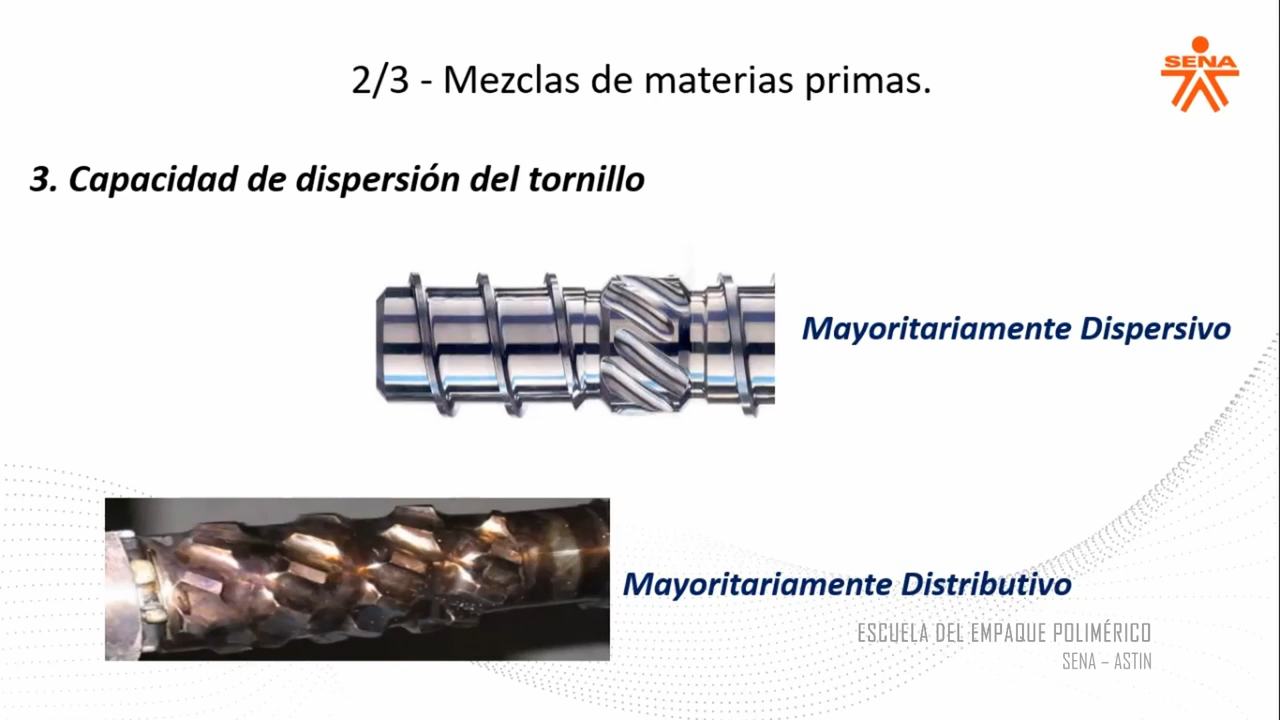 2/3 - Mezclas de materias primas.
SENA
3. Capacidad de dispersión del tornillo
Mayoritariamente Dispersivo
Mayoritariamente Distributivo
ESCUELA DEL EMPAQUE POLIMÉRICO
SENA – ASTIN